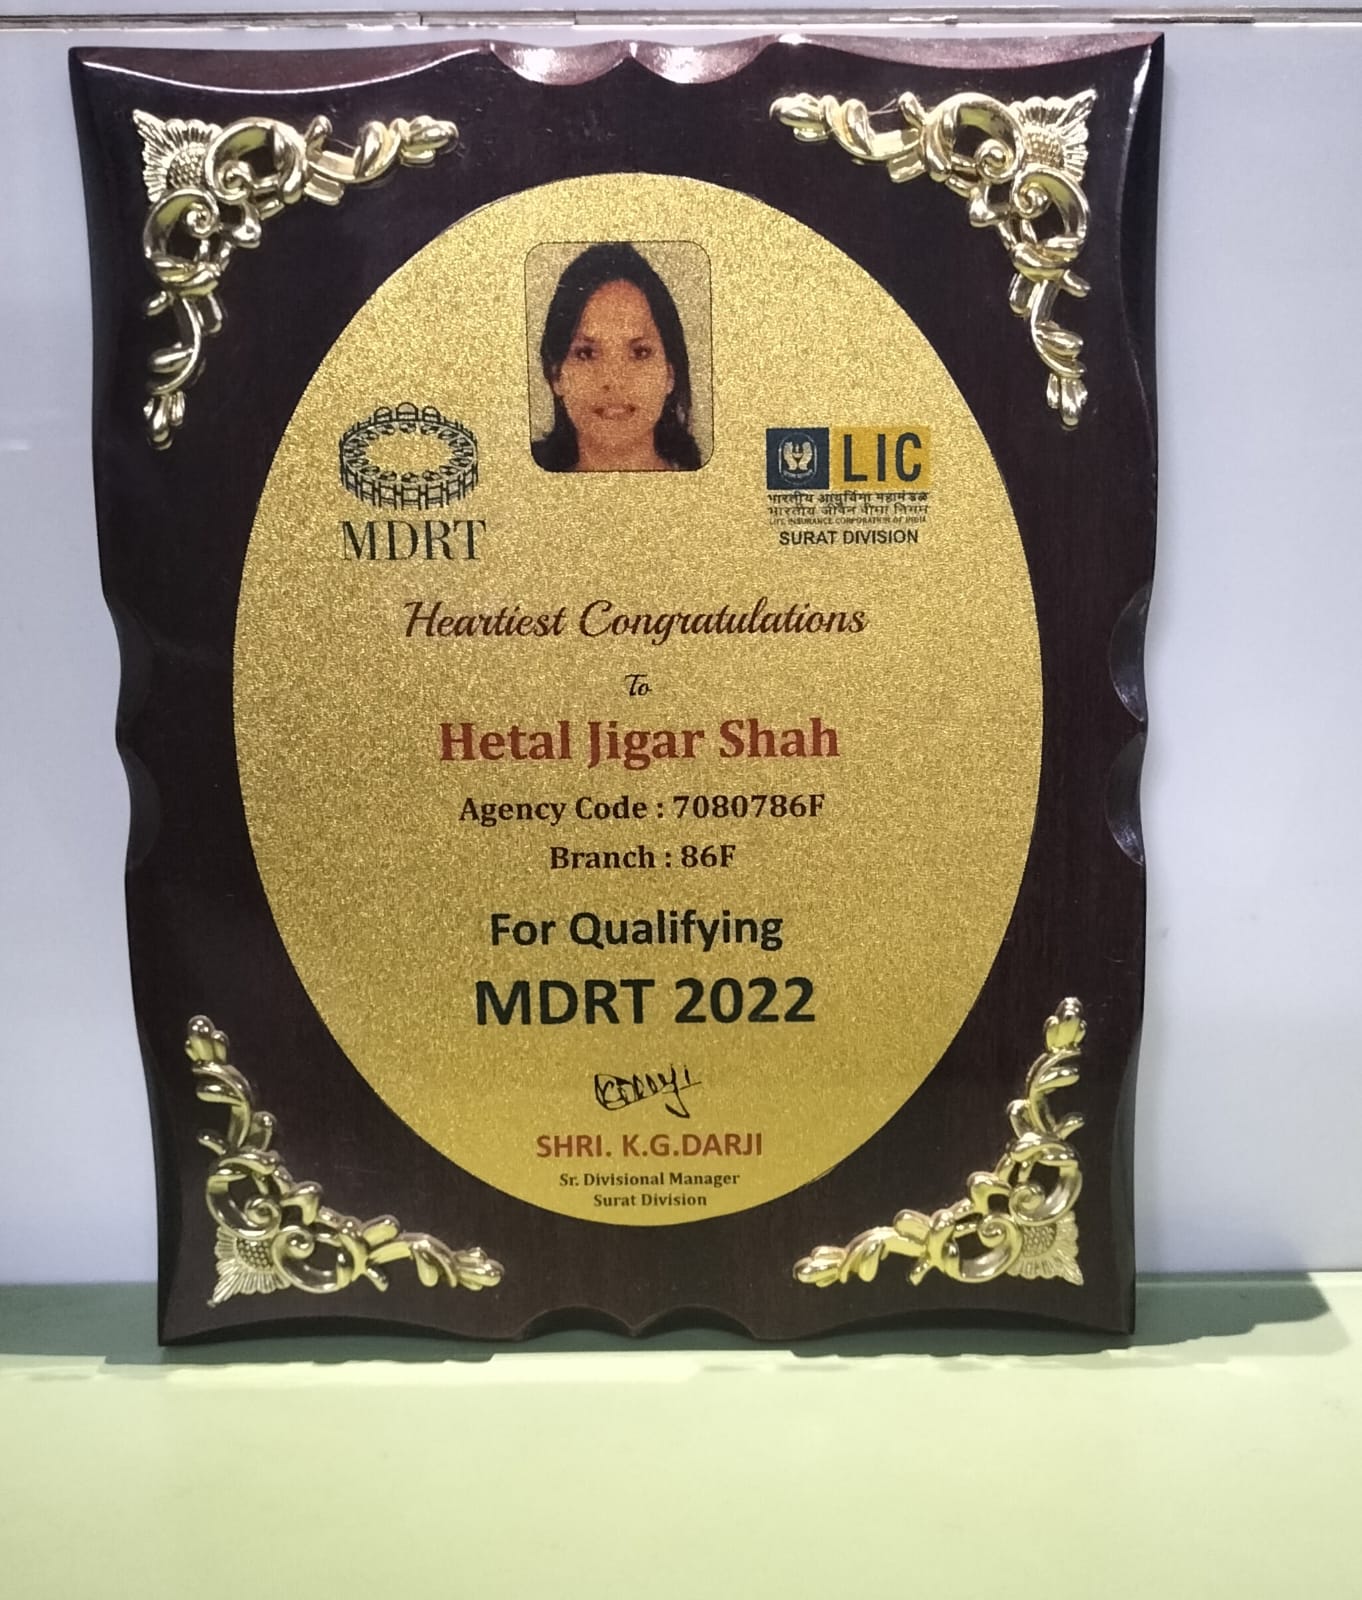 MDRT
LIC
भारतीय आयुर्विमा महामंडळ
भारतीय जीवन बीमा निगम
LIFE INSURANCE CORPORATION OF INDIA
SURAT DIVISION
Heartiest Congratulations
To
Hetal Jigar Shah
Agency Code : 7080786F
Branch : 86F
For Qualifying
MDRT 2022
SHRI. K.G.DARJI
Sr. Divisional Manager
Surat Division